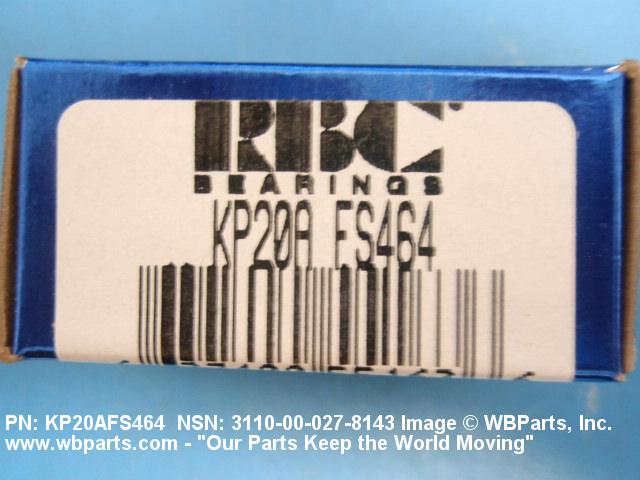 RBC
BEARINGS
KP20A FS464
PN: KP20AFS464 NSN: 3110-00-027-8143 Image © WBParts, Inc.
www.wbparts.com - "Our Parts Keep the World Moving"